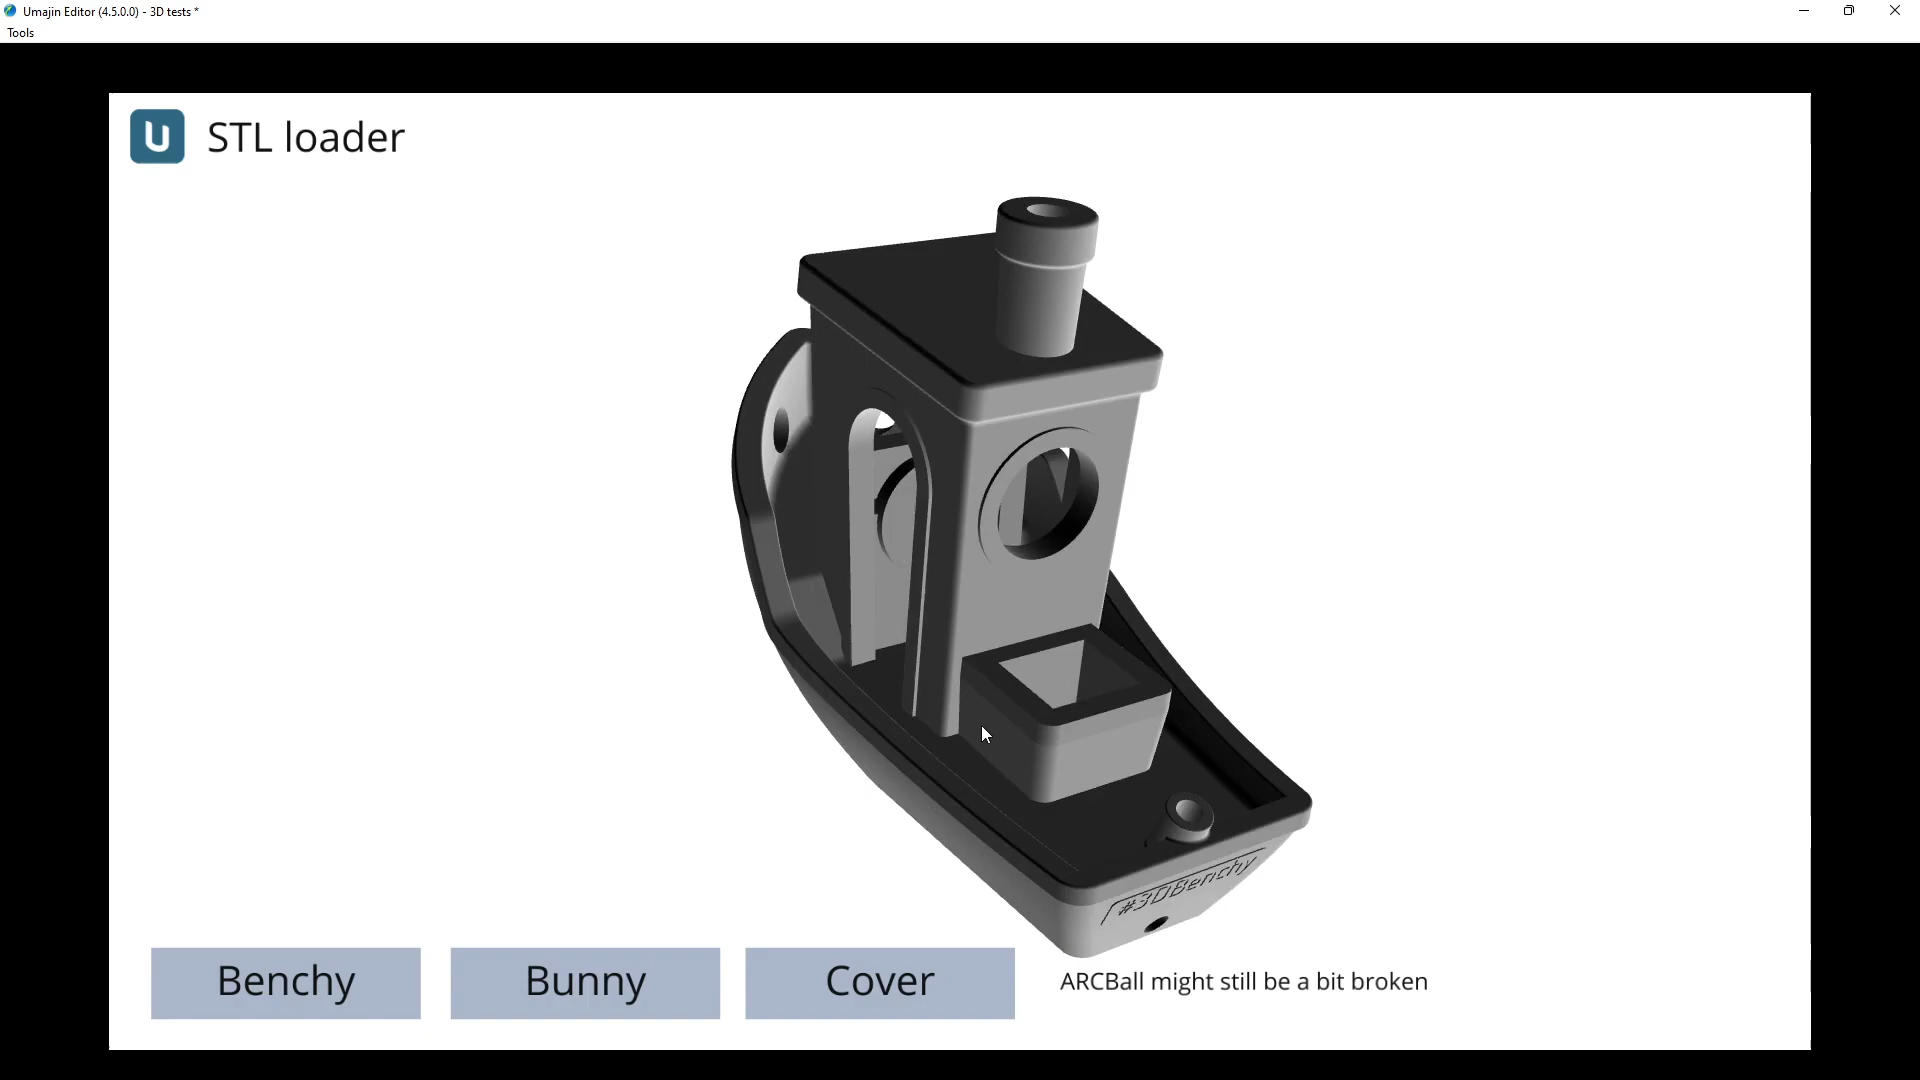 Umajin Editor (4.5.0.0) - 3D tests *
Tools
U STL loader
#3DBenchy
Benchy
Bunny
Cover
ARCBall might still be a bit broken